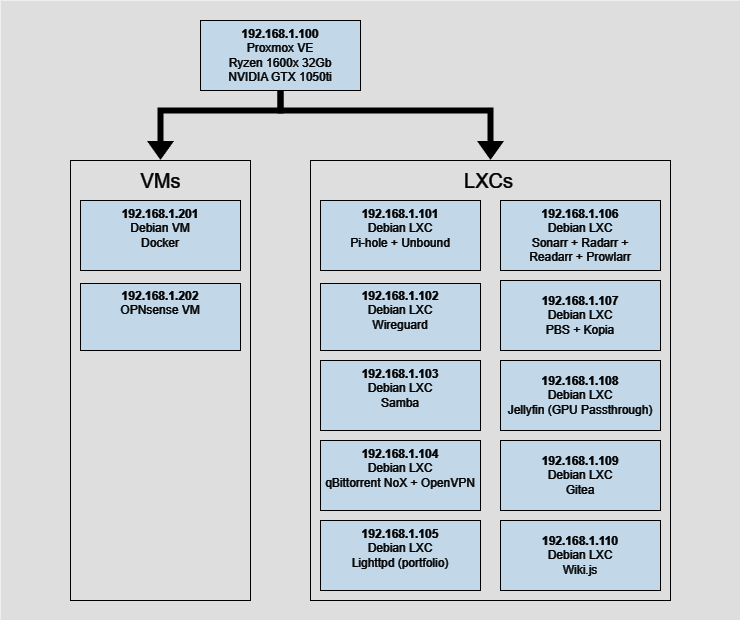 192.168.1.100
Proxmox VE
Ryzen 1600x 32Gb
NVIDIA GTX 1050ti
VMs
192.168.1.201
Debian VM
Docker
192.168.1.202
OPNsense VM
LXCs
192.168.1.101
Debian LXC
Pi-hole + Unbound
192.168.1.102
Debian LXC
Wireguard
192.168.1.103
Debian LXC
Samba
192.168.1.104
Debian LXC
qBittorrent NoX + OpenVPN
192.168.1.105
Debian LXC
Lighttpd (portfolio)
192.168.1.106
Debian LXC
Sonarr + Radarr +
Readarr + Prowlarr
192.168.1.107
Debian LXC
PBS + Kopia
192.168.1.108
Debian LXC
Jellyfin (GPU Passthrough)
192.168.1.109
Debian LXC
Gitea
192.168.1.110
Debian LXC
Wiki.js